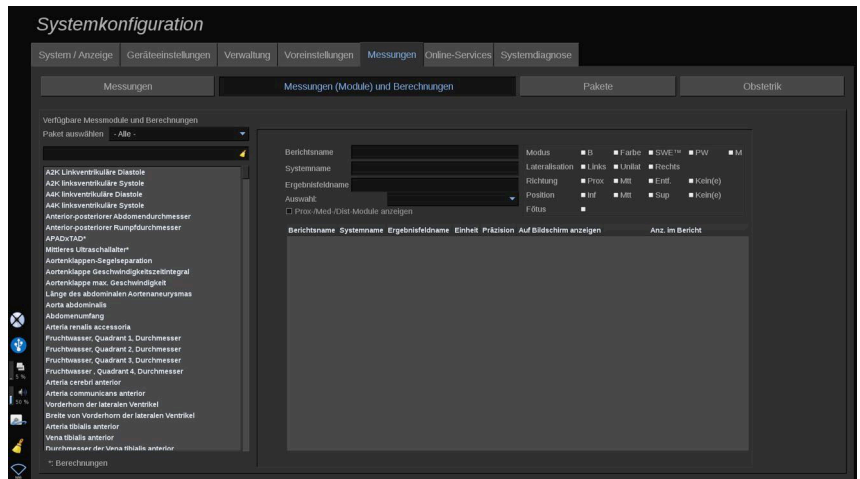 Systemkonfiguration
System / Anzeige Geräteeinstellungen Verwaltung Voreinstellungen Messungen Online-Services Systemdiagnose
Messungen Messungen (Module) und Berechnungen Pakete Obstetrik
Verfügbare Messmodule und Berechnungen
Paket auswählen - Alle -
A2K Linkventrikuläre Diastole
A2K linksventrikuläre Systole
A4K linksventrikuläre Diastole
A4K linksventrikuläre Systole
Anterior-posteriorer Abdomendurchmesser
Anterior-posteriorer Rumpfdurchmesser
APADxTAD*
Mittleres Ultraschallalter*
Aortenklappen-Segelseparation
Aortenklappe Geschwindigkeitszeitintegral
Aortenklappe max. Geschwindigkeit
Länge des abdominalen Aortenaneurysmas
Aorta abdominalis
Abdomenumfang
Arteria renalis accessoria
Fruchtwasser, Quadrant 1, Durchmesser
Fruchtwasser, Quadrant 2, Durchmesser
Fruchtwasser, Quadrant 3, Durchmesser
Fruchtwasser , Quadrant 4, Durchmesser
Arteria cerebri anterior
Arteria communicans anterior
Vorderhorn der lateralen Ventrikel
Breite von Vorderhorn der lateralen Ventrikel
Arteria tibialis anterior
Vena tibialis anterior
Durchmesser der Vena tibialis anterior
*: Berechnungen
Berichtsname
Systemname
Ergebnisfeldname
Auswahl:
Prox-/Med-/Dist-Module anzeigen
Modus B Farbe SWE™ PW M
Lateralisation Links Unilat Rechts
Richtung Prox Mtt Entf. Kein(e)
Position Inf Mtt Sup Kein(e)
Fötus
Berichtsname Systemname Ergebnisfeldname Einheit Präzision Auf Bildschirm anzeigen Anz. im Bericht
5 %
50 %